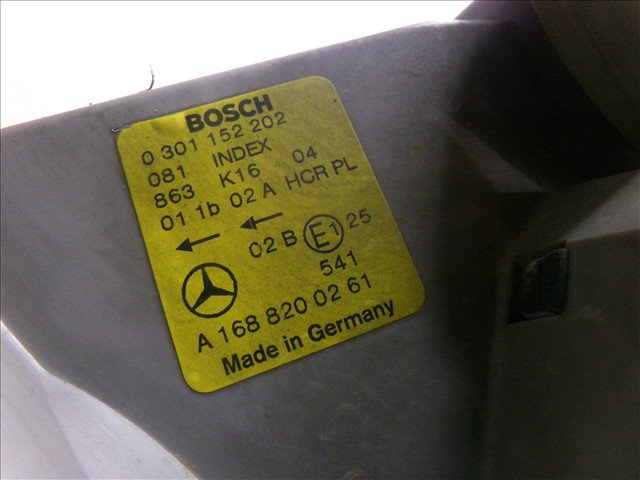 BOSCH
0 301 152 202
081 INDEX
863 K16 04
01 1b 02 A HCR PL
02 B E1 25
541
A 168 820 02 61
Made in Germany